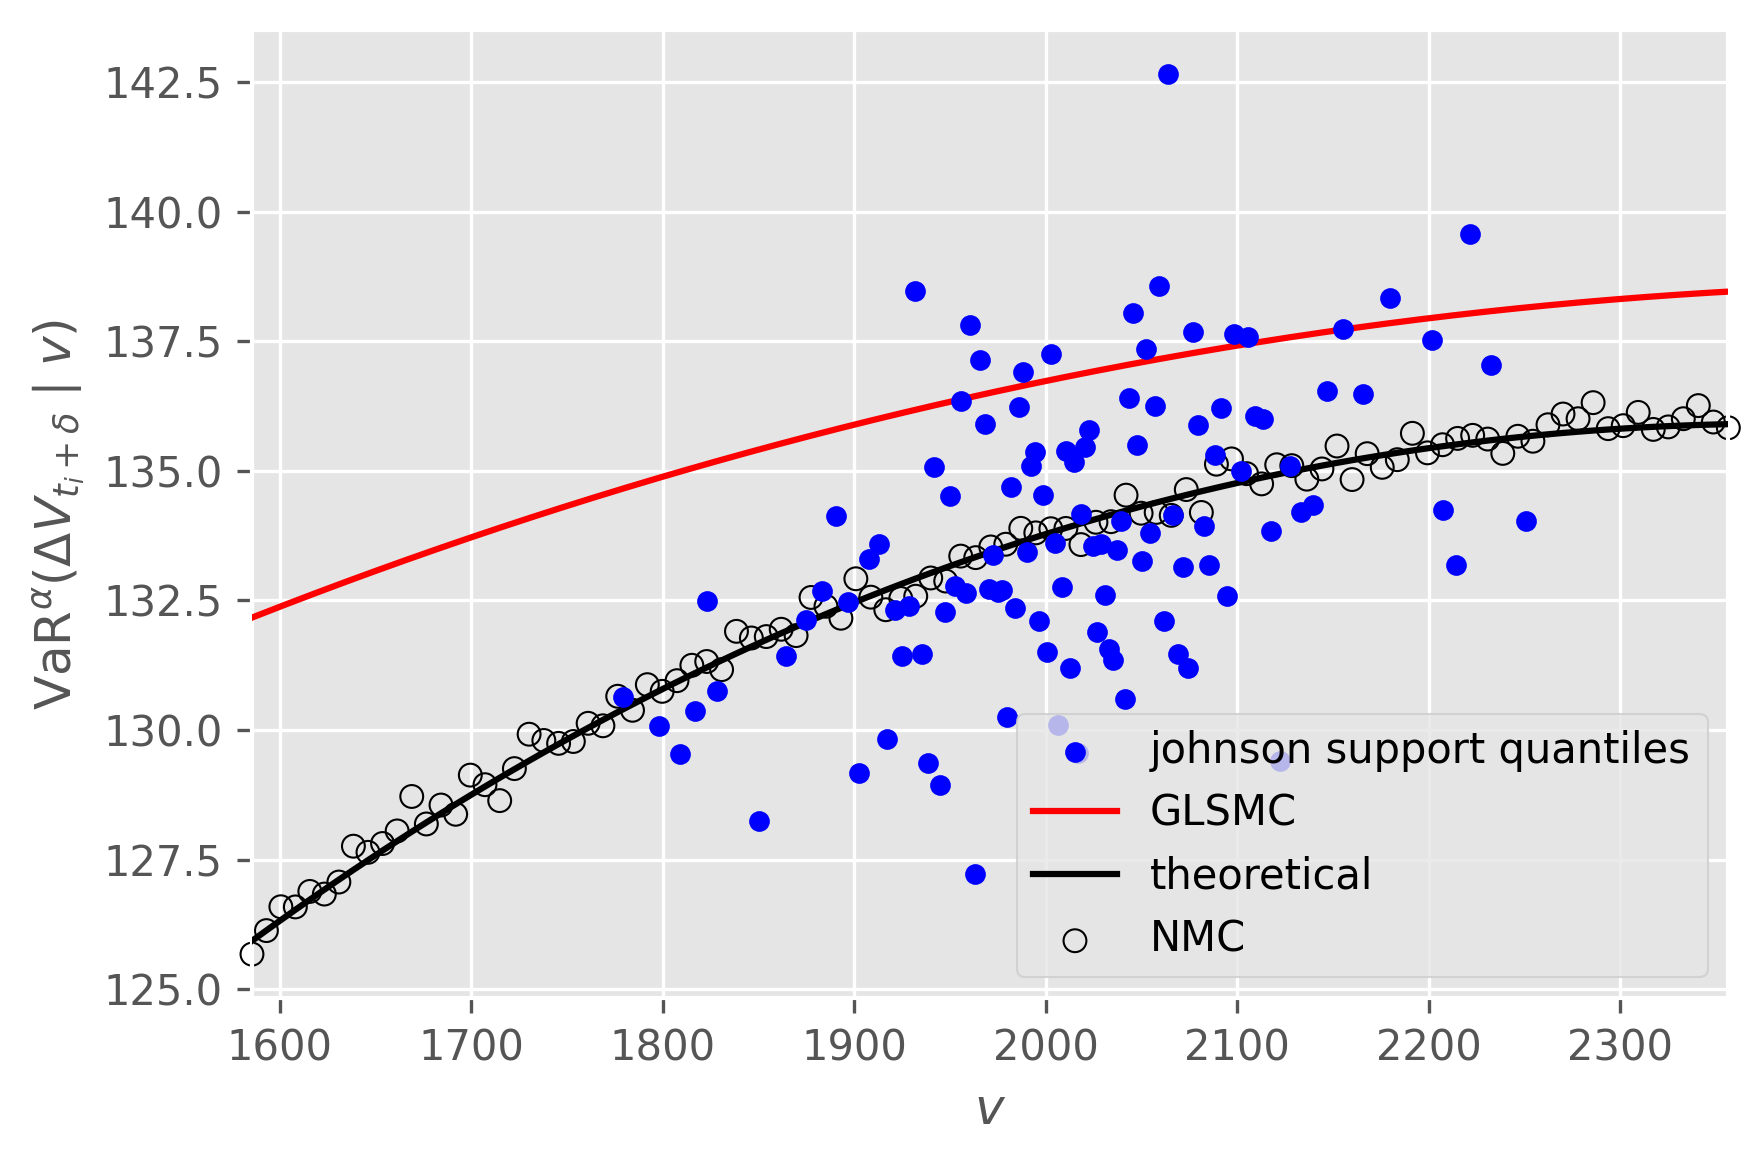 142.5
140.0
137.5
135.0
132.5
130.0
127.5
125.0
VaR^α(ΔV_{t_i+δ} | v)
1600 1700 1800 1900 2000 2100 2200 2300
v
johnson support quantiles
GLSMC
theoretical
NMC